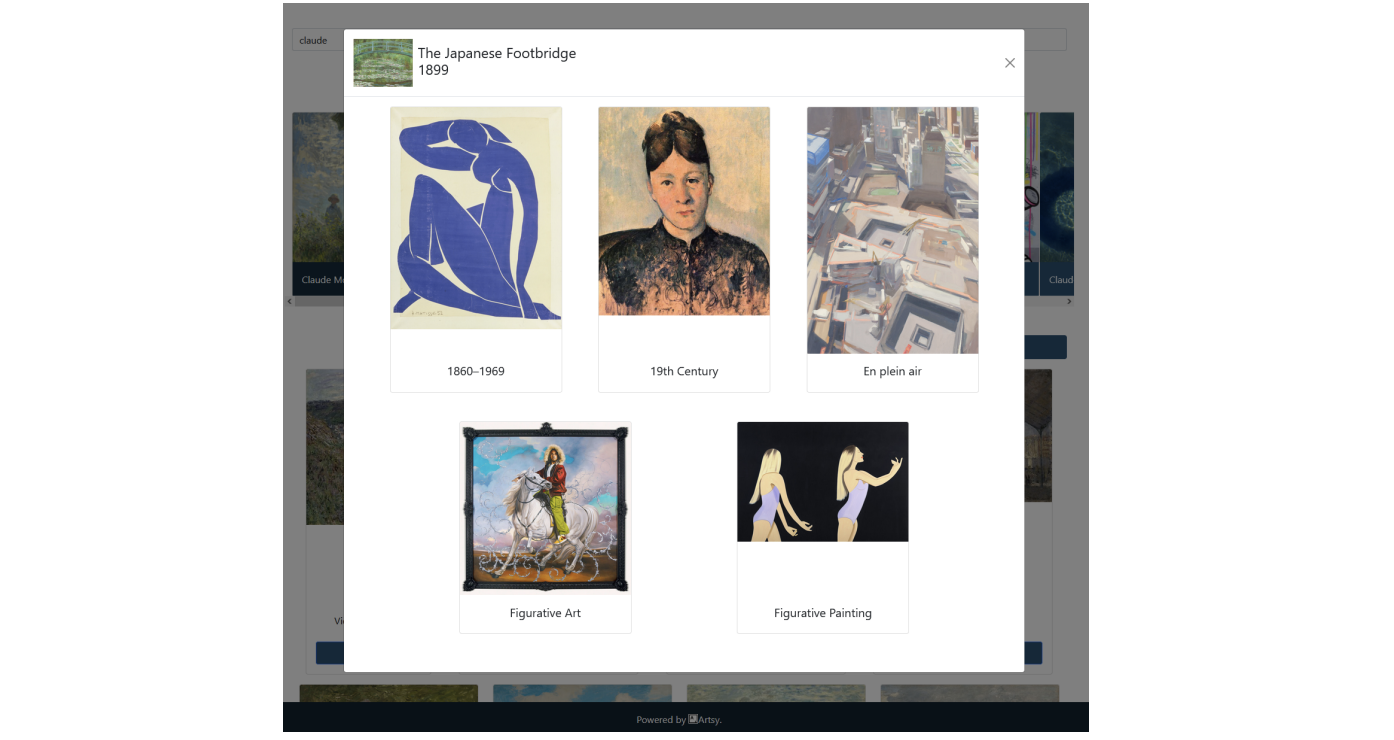 claude
The Japanese Footbridge
1899
Claude Mo
Claud
1860–1969
19th Century
En plein air
Figurative Art
Figurative Painting
Vi
Powered by Artsy.